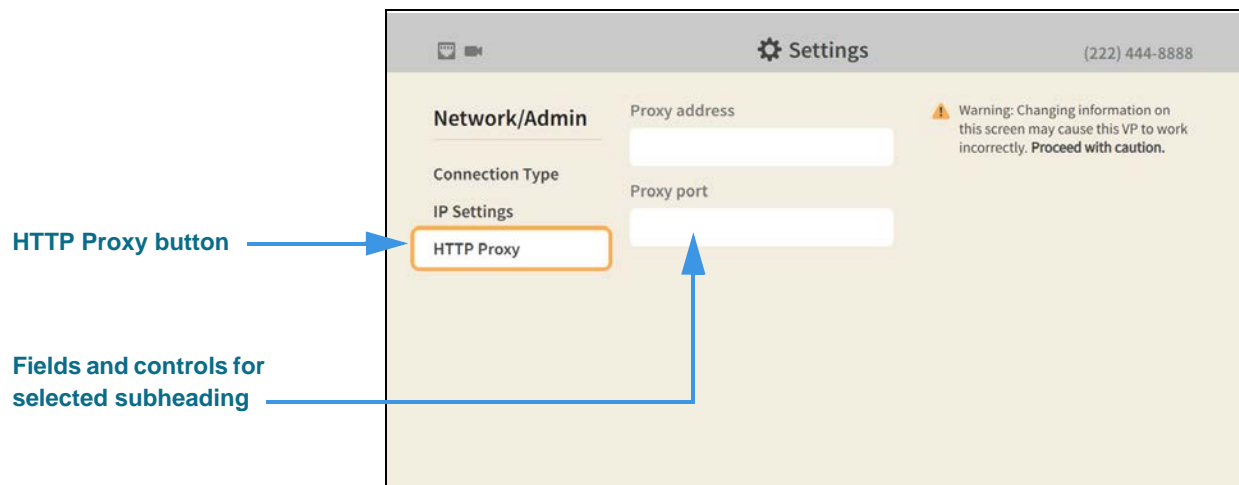 Settings
(222) 444-8888
Network/Admin
Connection Type
IP Settings
HTTP Proxy
Proxy address
Proxy port
Warning: Changing information on
this screen may cause this VP to work
incorrectly. Proceed with caution.
HTTP Proxy button
Fields and controls for
selected subheading